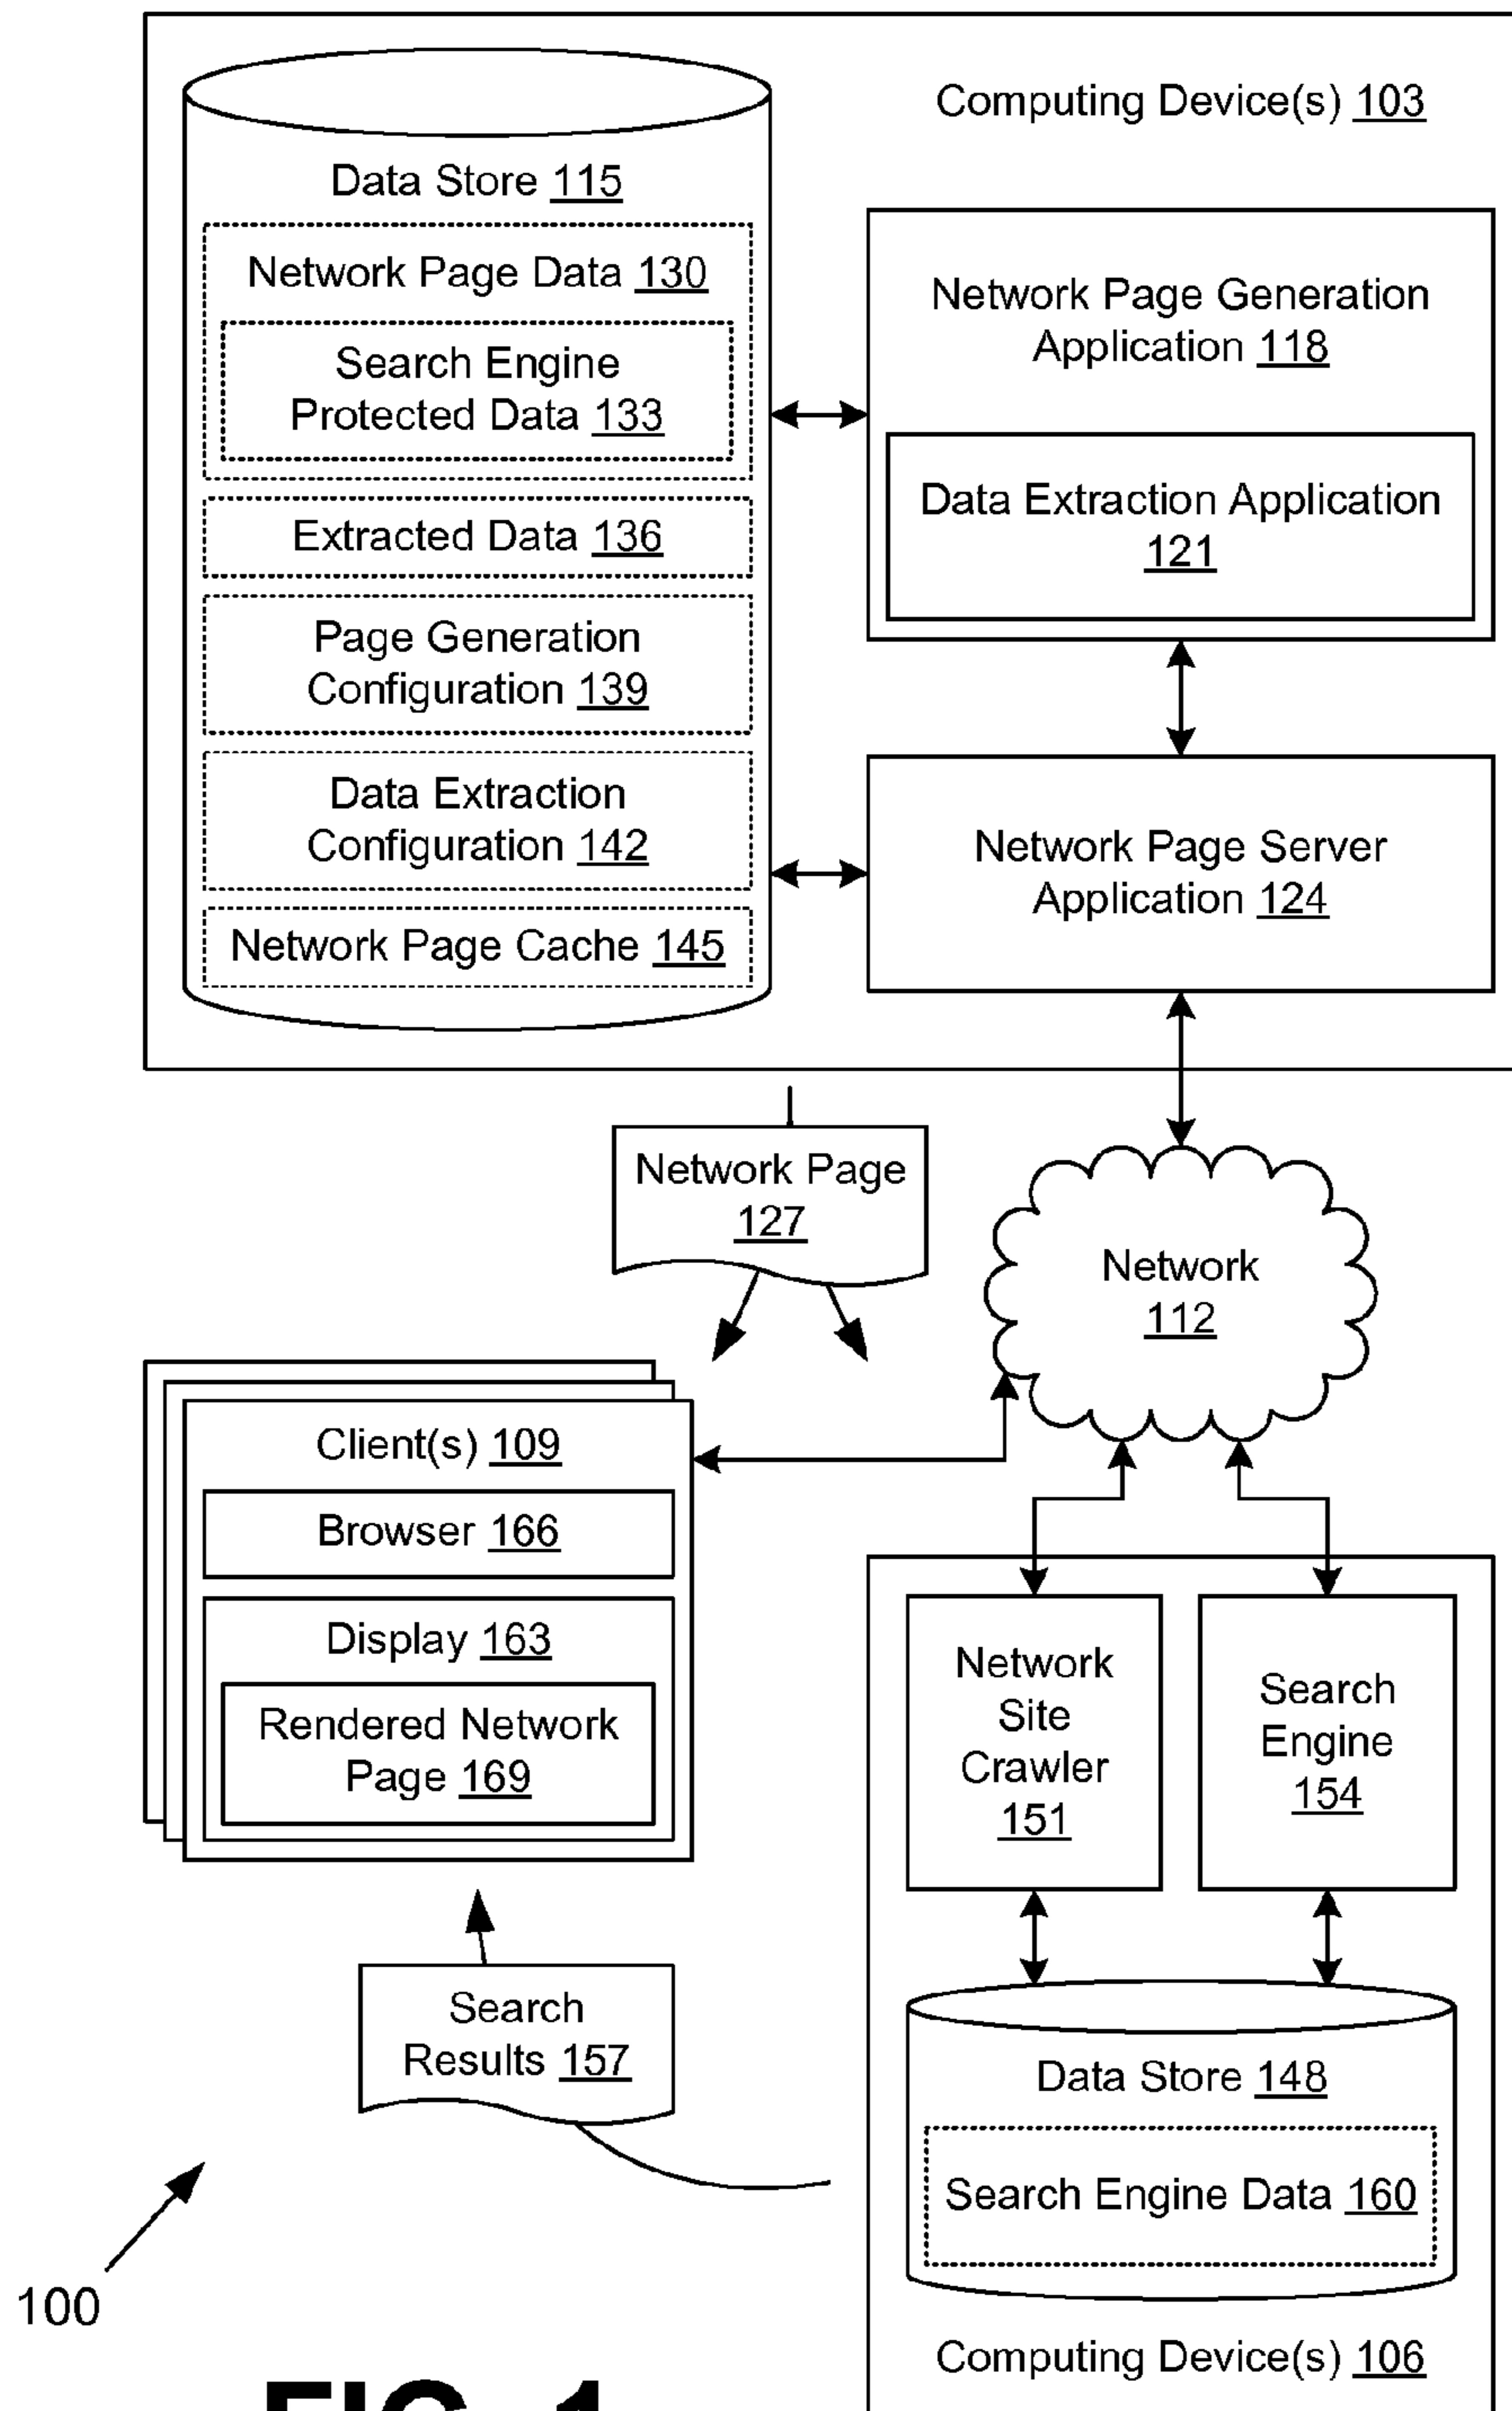 Computing Device(s) 103
Data Store 115
Network Page Data 130
Search Engine
Protected Data 133
Extracted Data 136
Page Generation
Configuration 139
Data Extraction
Configuration 142
Network Page Cache 145
Network Page Generation
Application 118
Data Extraction Application
121
Network Page Server
Application 124
Network Page
127
Network
112
Client(s) 109
Browser 166
Display 163
Rendered Network
Page 169
Network
Site
Crawler
151
Search
Engine
154
Search
Results 157
Data Store 148
Search Engine Data 160
Computing Device(s) 106
100
FIG. 1